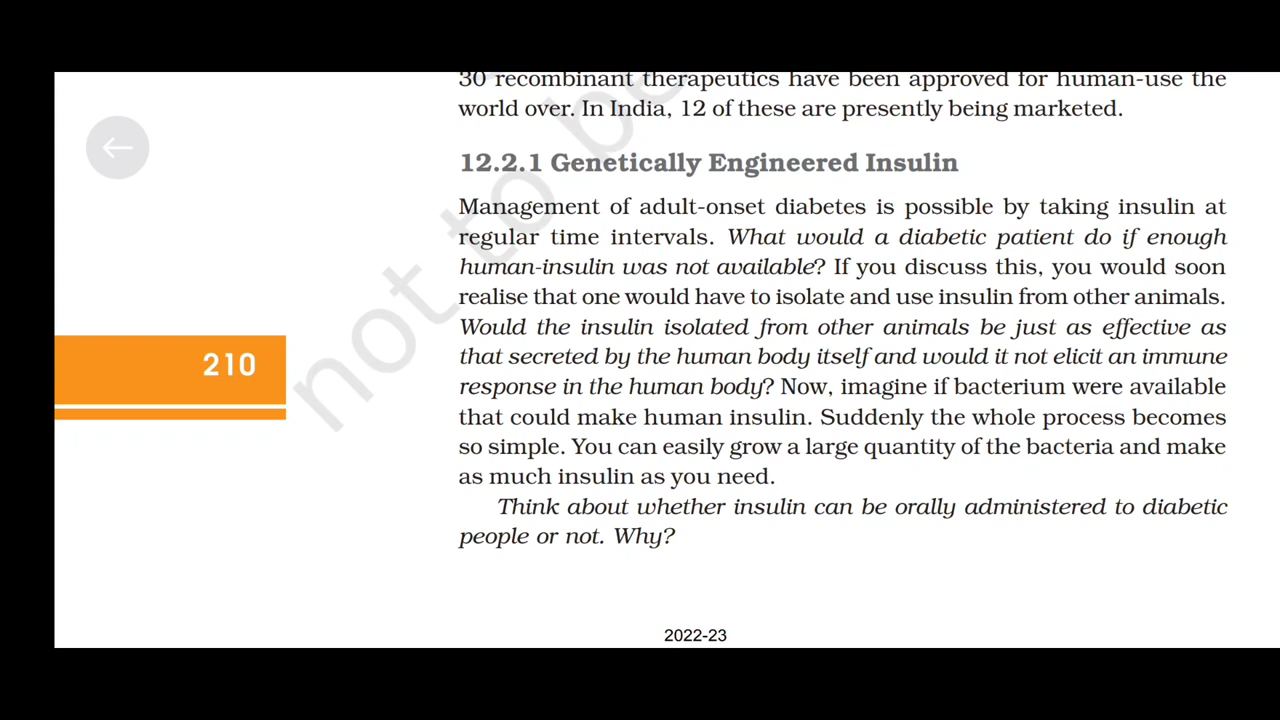 30 recombinant therapeutics have been approved for human-use the
world over. In India, 12 of these are presently being marketed.
12.2.1 Genetically Engineered Insulin
Management of adult-onset diabetes is possible by taking insulin at
regular time intervals. What would a diabetic patient do if enough
human-insulin was not available? If you discuss this, you would soon
realise that one would have to isolate and use insulin from other animals.
Would the insulin isolated from other animals be just as effective as
that secreted by the human body itself and would it not elicit an immune
response in the human body? Now, imagine if bacterium were available
that could make human insulin. Suddenly the whole process becomes
so simple. You can easily grow a large quantity of the bacteria and make
as much insulin as you need.
Think about whether insulin can be orally administered to diabetic
people or not. Why?
210
not to be
2022-23